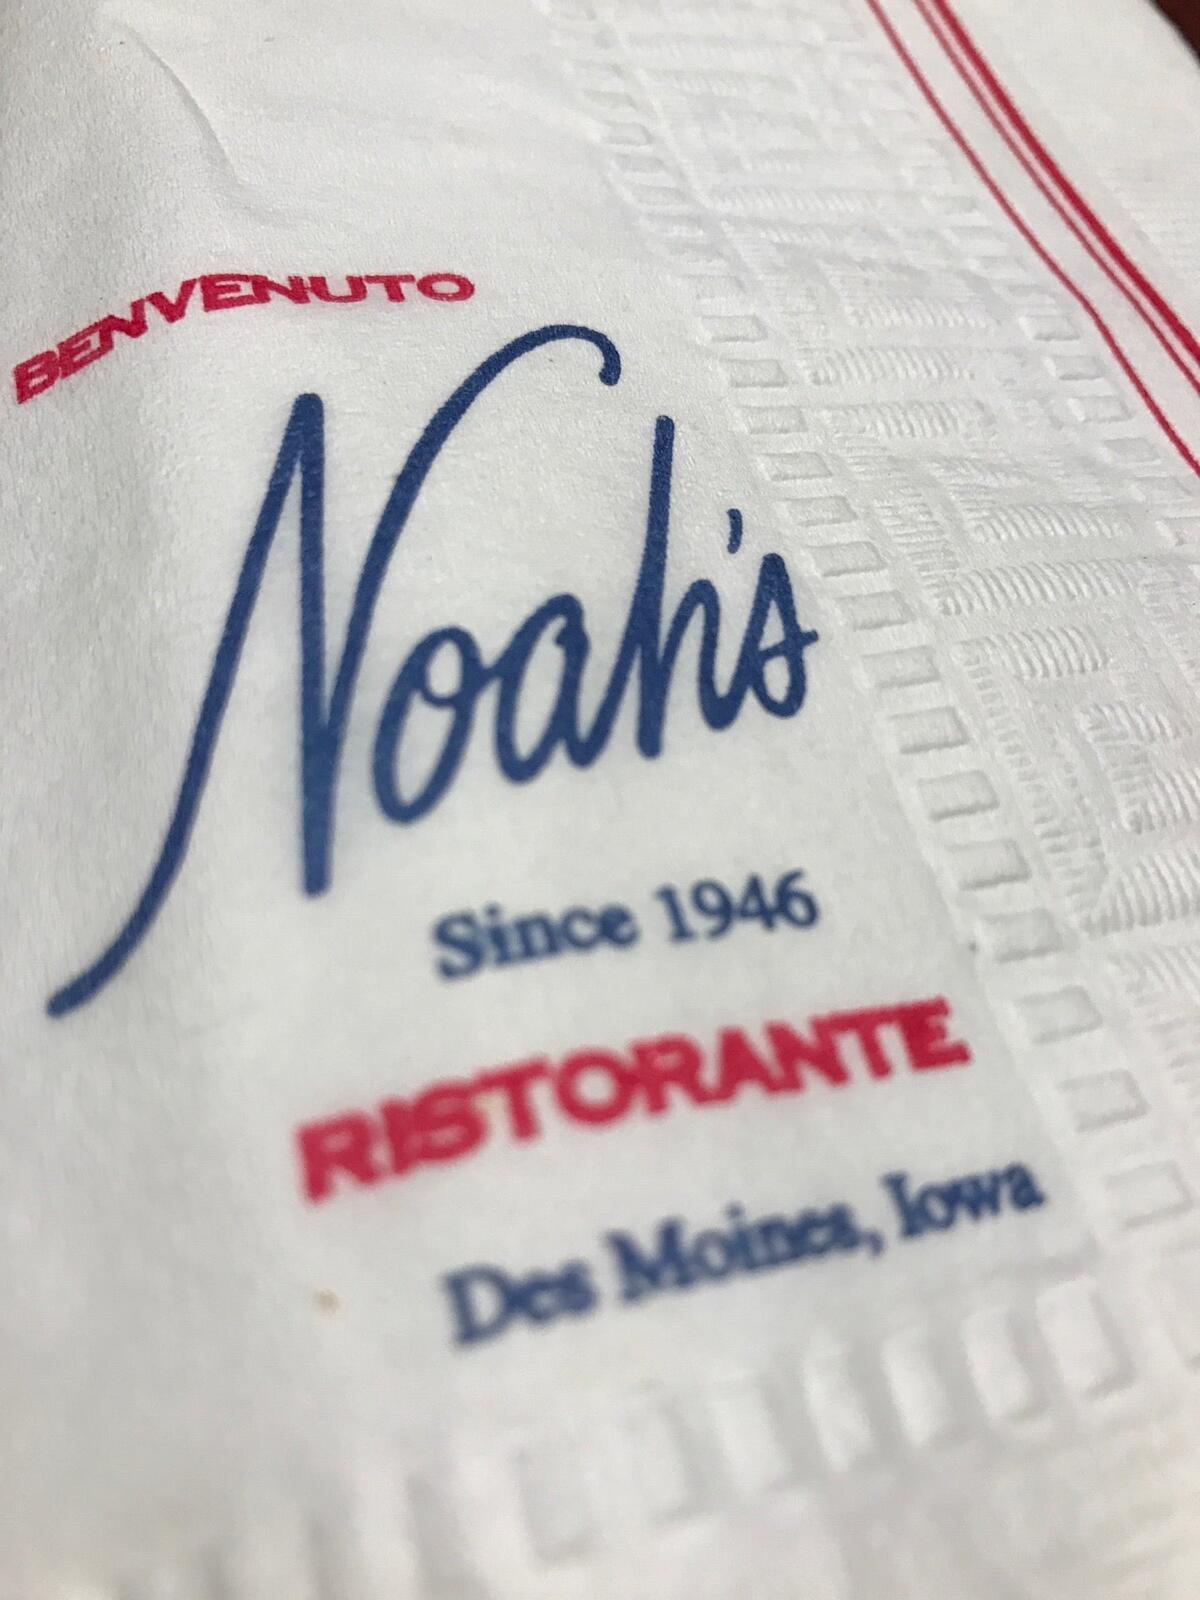 BENVENUTO
Noah's
Since 1946
RISTORANTE
Des Moines, Iowa